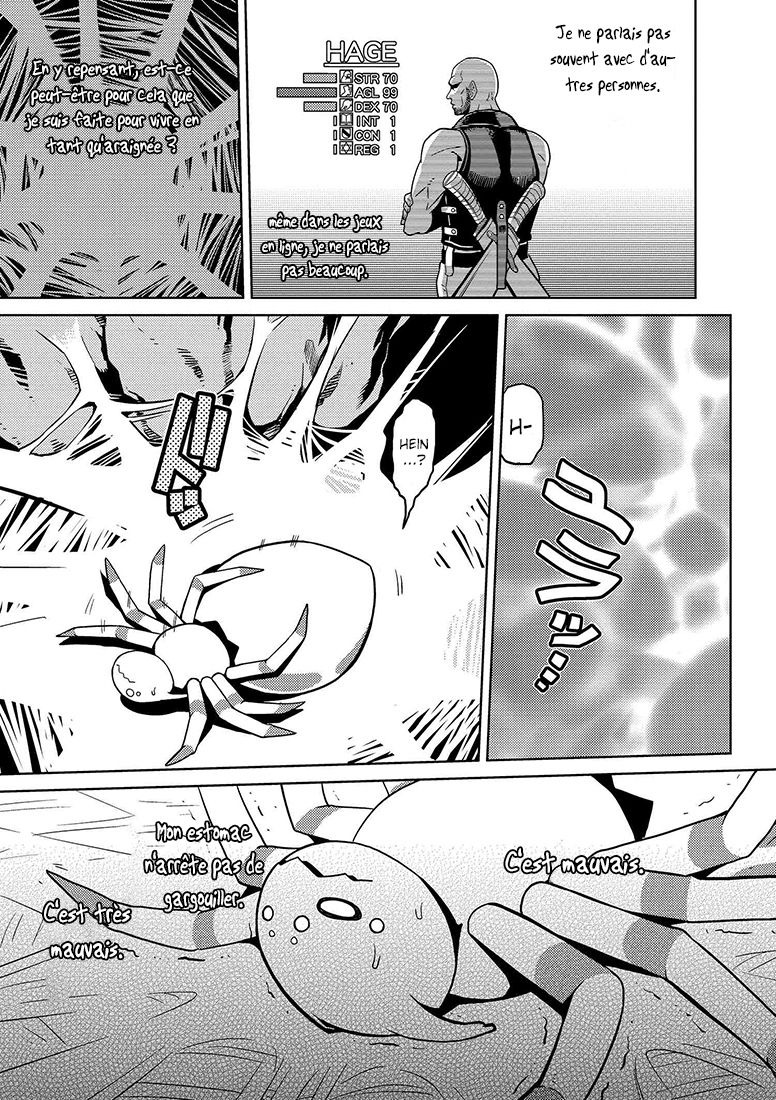 Je ne parlais pas
souvent avec d'au-
tres personnes.
HAGE
STR 70
AGL 99
DEX 70
INT 1
CON 1
REG 1
même dans les jeux
en ligne, je ne parlais
pas beaucoup.
En y repensant, est-ce
peut-être pour cela que
je suis faite pour vivre en
tant qu'araignée ?
H-
クラッ…
HEIN
...?
C'est mauvais.
Mon estomac
n'arrête pas de
gargouiller.
C'est très
mauvais.